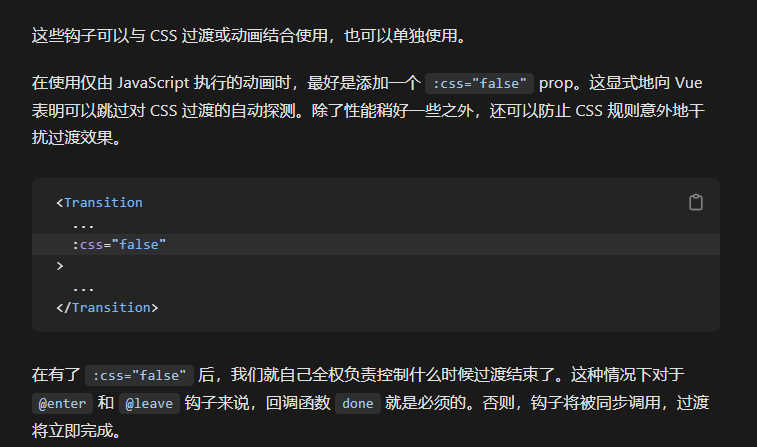 这些钩子可以与 CSS 过渡或动画结合使用，也可以单独使用。
在使用仅由 JavaScript 执行的动画时，最好是添加一个 :css="false" prop。这显式地向 Vue
表明可以跳过对 CSS 过渡的自动探测。除了性能稍好一些之外，还可以防止 CSS 规则意外地干
扰过渡效果。
<Transition
...
:css="false"
>
...
</Transition>
在有了 :css="false" 后，我们就自己全权负责控制什么时候过渡结束了。这种情况下对于
@enter 和 @leave 钩子来说，回调函数 done 就是必须的。否则，钩子将被同步调用，过渡
将立即完成。